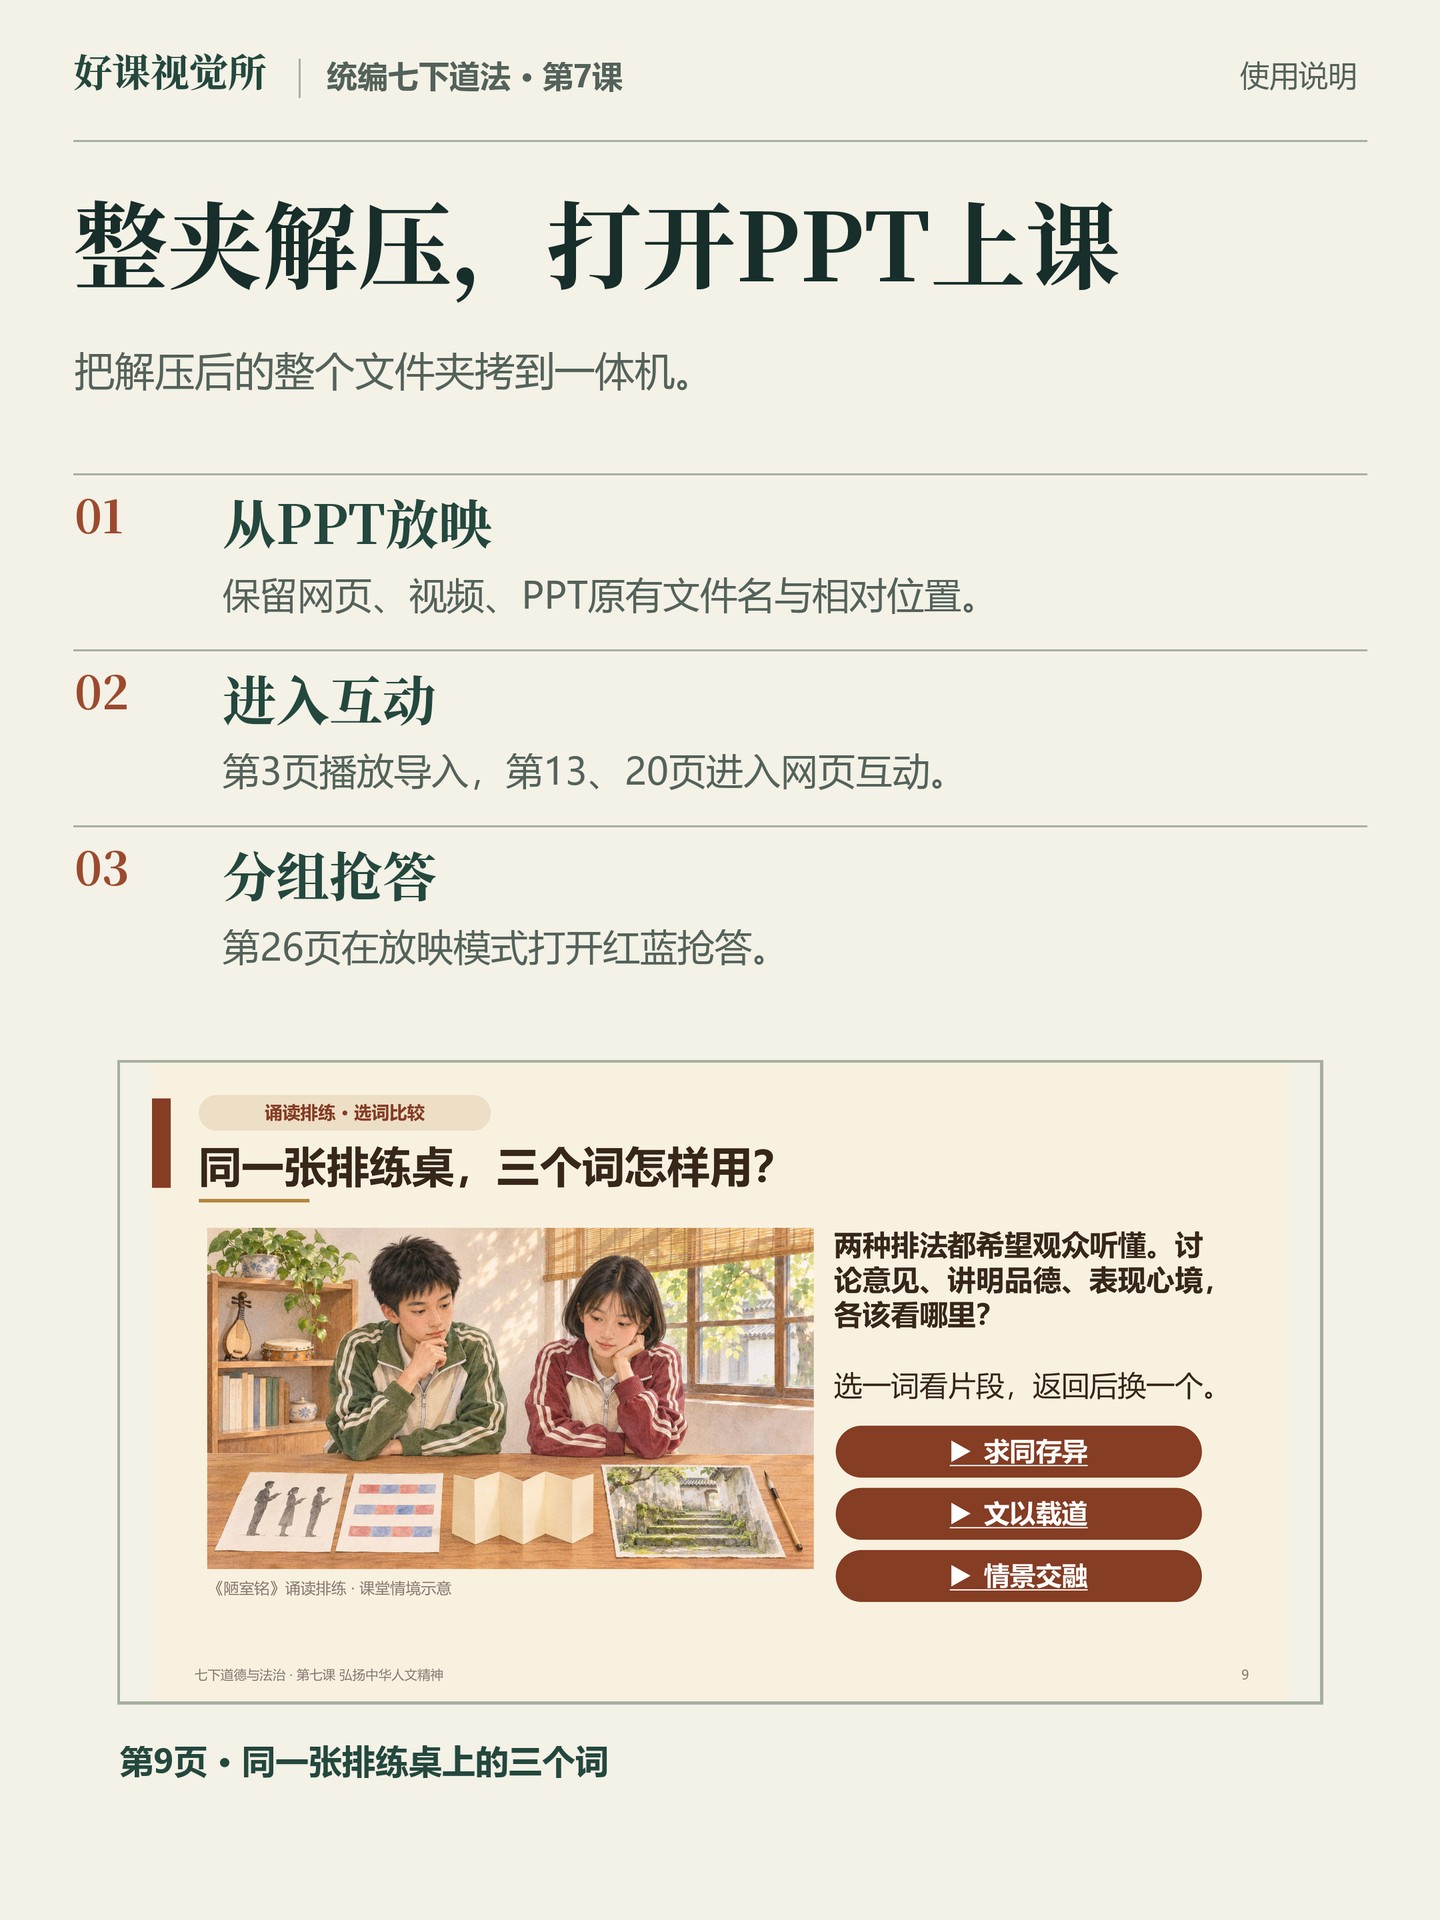 好课视觉所
统编七下道法·第7课
使用说明
整夹解压，打开PPT上课
把解压后的整个文件夹拷到一体机。
01
从PPT放映
保留网页、视频、PPT原有文件名与相对位置。
02
进入互动
第3页播放导入，第13、20页进入网页互动。
03
分组抢答
第26页在放映模式打开红蓝抢答。
诵读排练·选词比较
同一张排练桌，三个词怎样用？
两种排法都希望观众听懂。讨
论意见、讲明品德、表现心境，
各该看哪里？
选一词看片段，返回后换一个。
▶ 求同存异
▶ 文以载道
▶ 情景交融
《陋室铭》诵读排练·课堂情境示意
七下道德与法治·第七课 弘扬中华人文精神
9
第9页·同一张排练桌上的三个词